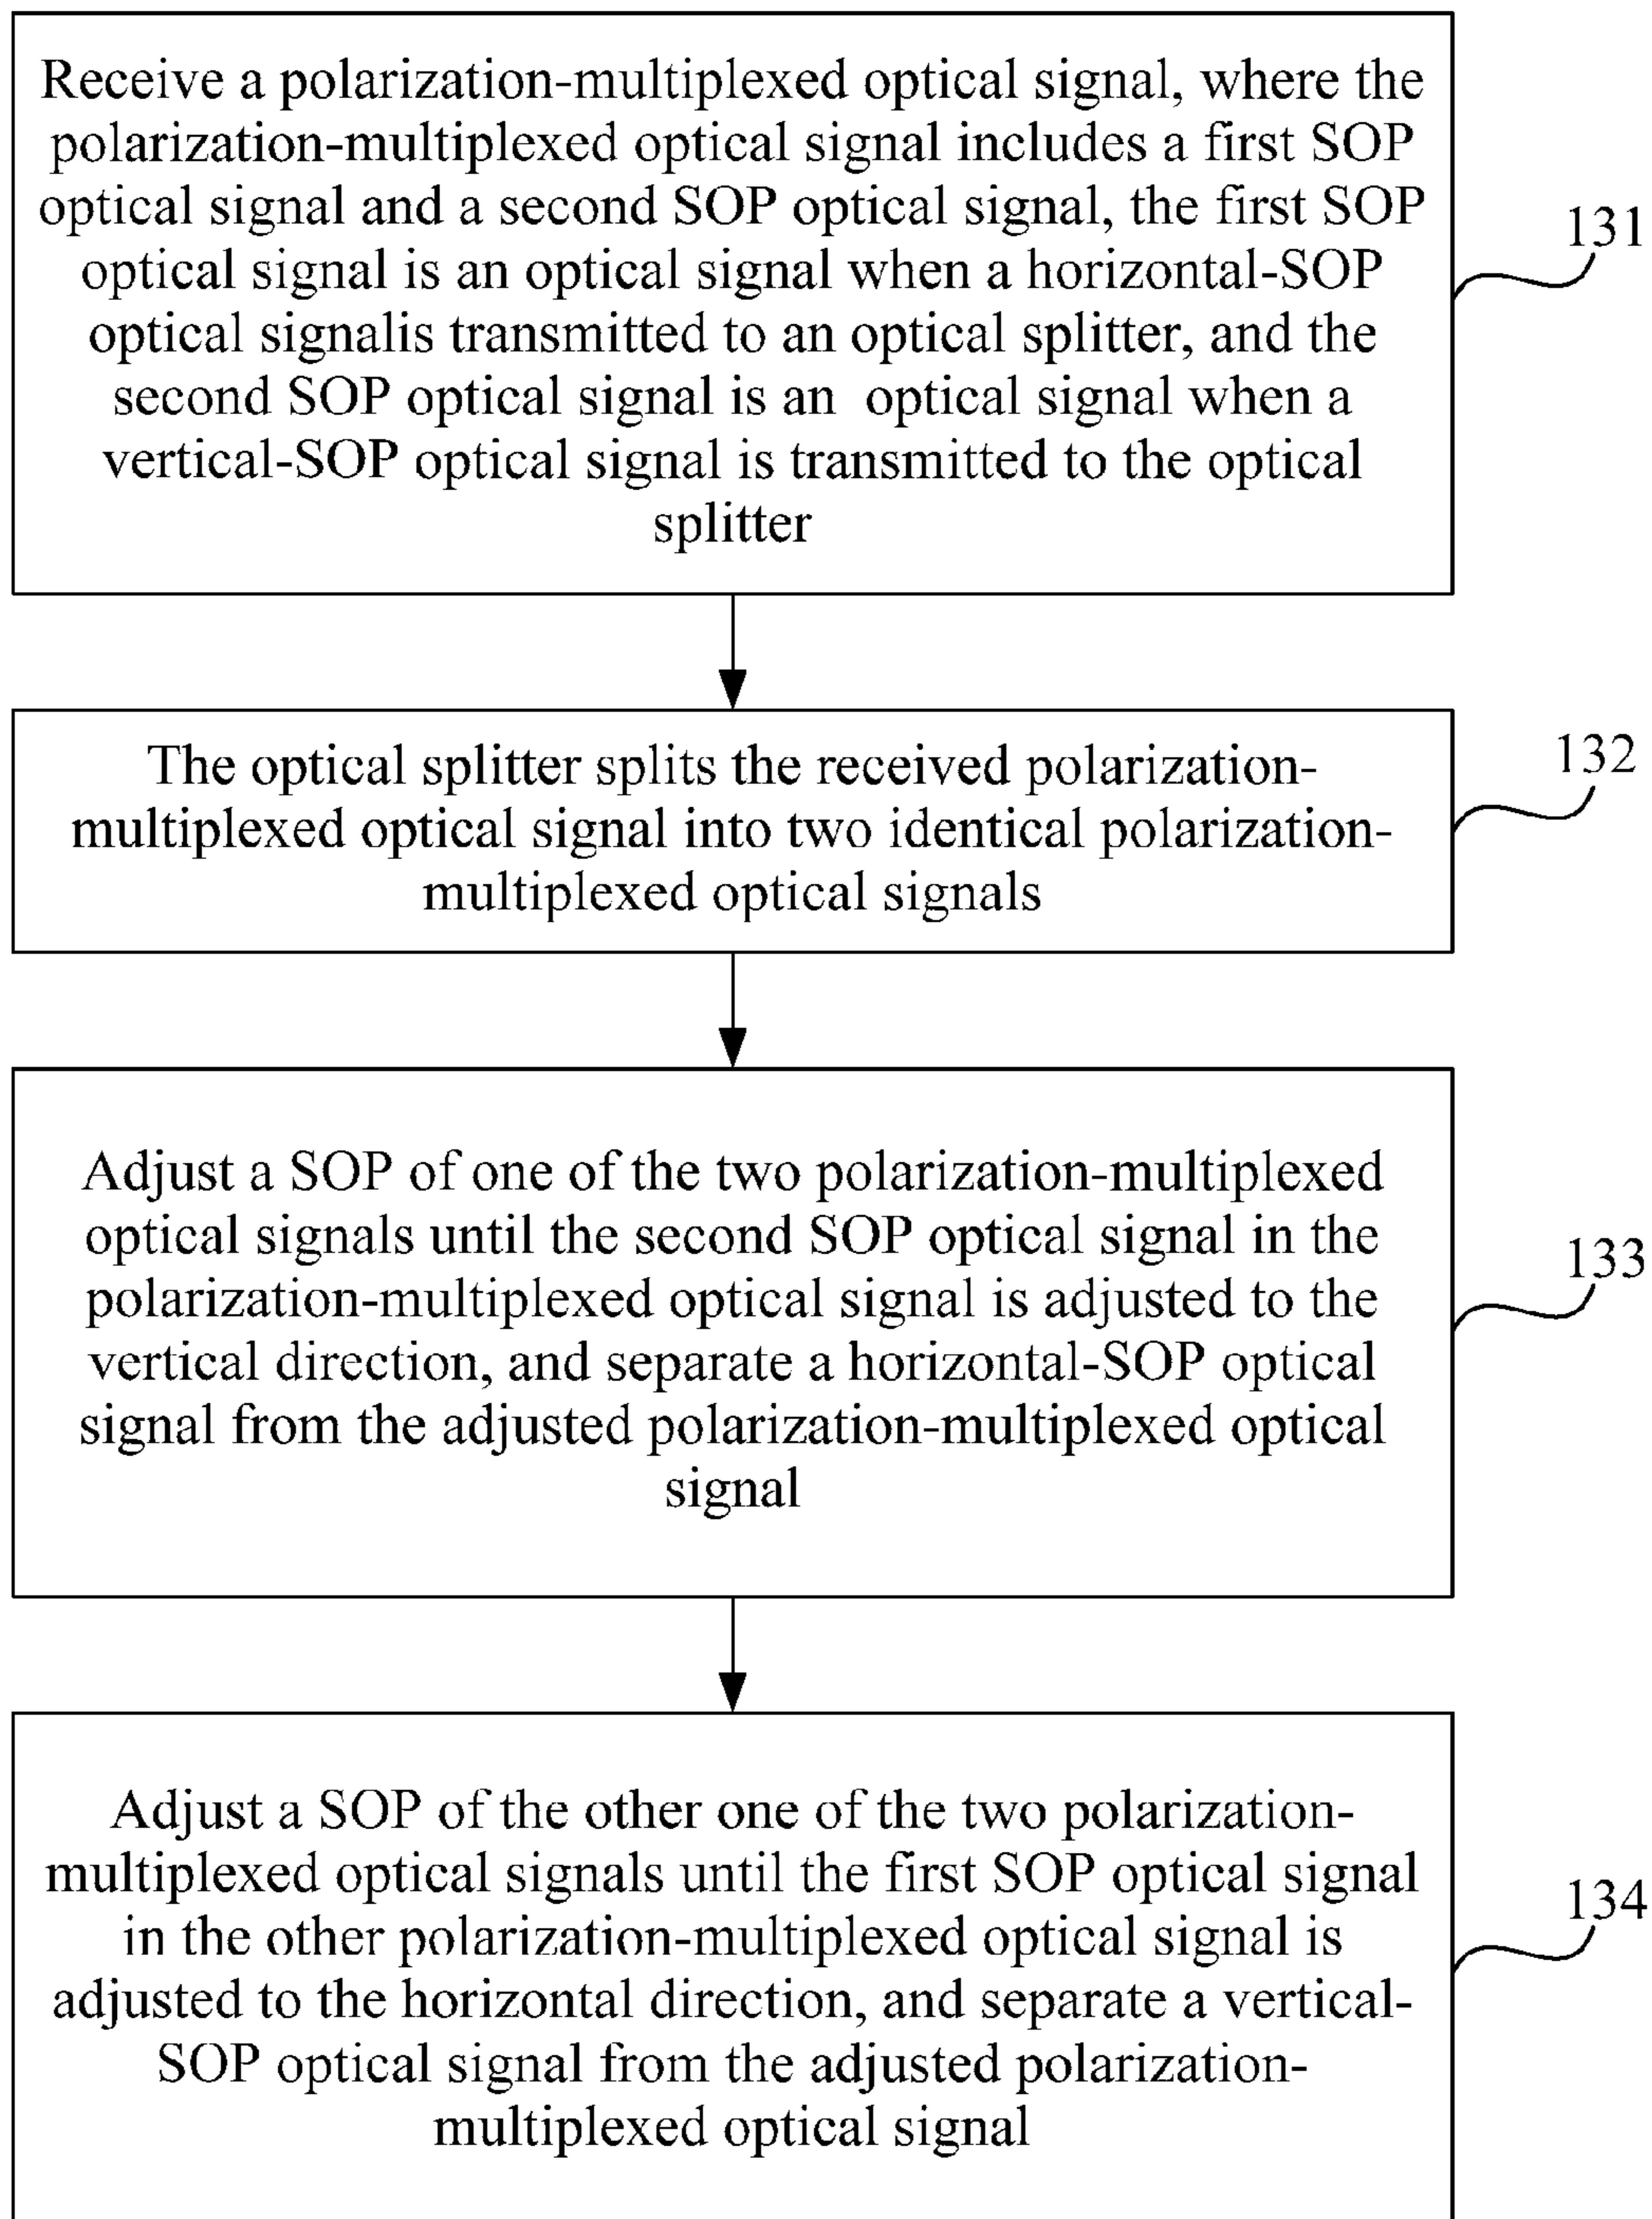 Receive a polarization-multiplexed optical signal, where the
polarization-multiplexed optical signal includes a first SOP
optical signal and a second SOP optical signal, the first SOP
optical signal is an optical signal when a horizontal-SOP
optical signalis transmitted to an optical splitter, and the
second SOP optical signal is an optical signal when a
vertical-SOP optical signal is transmitted to the optical
splitter
131
The optical splitter splits the received polarization-
multiplexed optical signal into two identical polarization-
multiplexed optical signals
132
Adjust a SOP of one of the two polarization-multiplexed
optical signals until the second SOP optical signal in the
polarization-multiplexed optical signal is adjusted to the
vertical direction, and separate a horizontal-SOP optical
signal from the adjusted polarization-multiplexed optical
signal
133
Adjust a SOP of the other one of the two polarization-
multiplexed optical signals until the first SOP optical signal
in the other polarization-multiplexed optical signal is
adjusted to the horizontal direction, and separate a vertical-
SOP optical signal from the adjusted polarization-
multiplexed optical signal
134